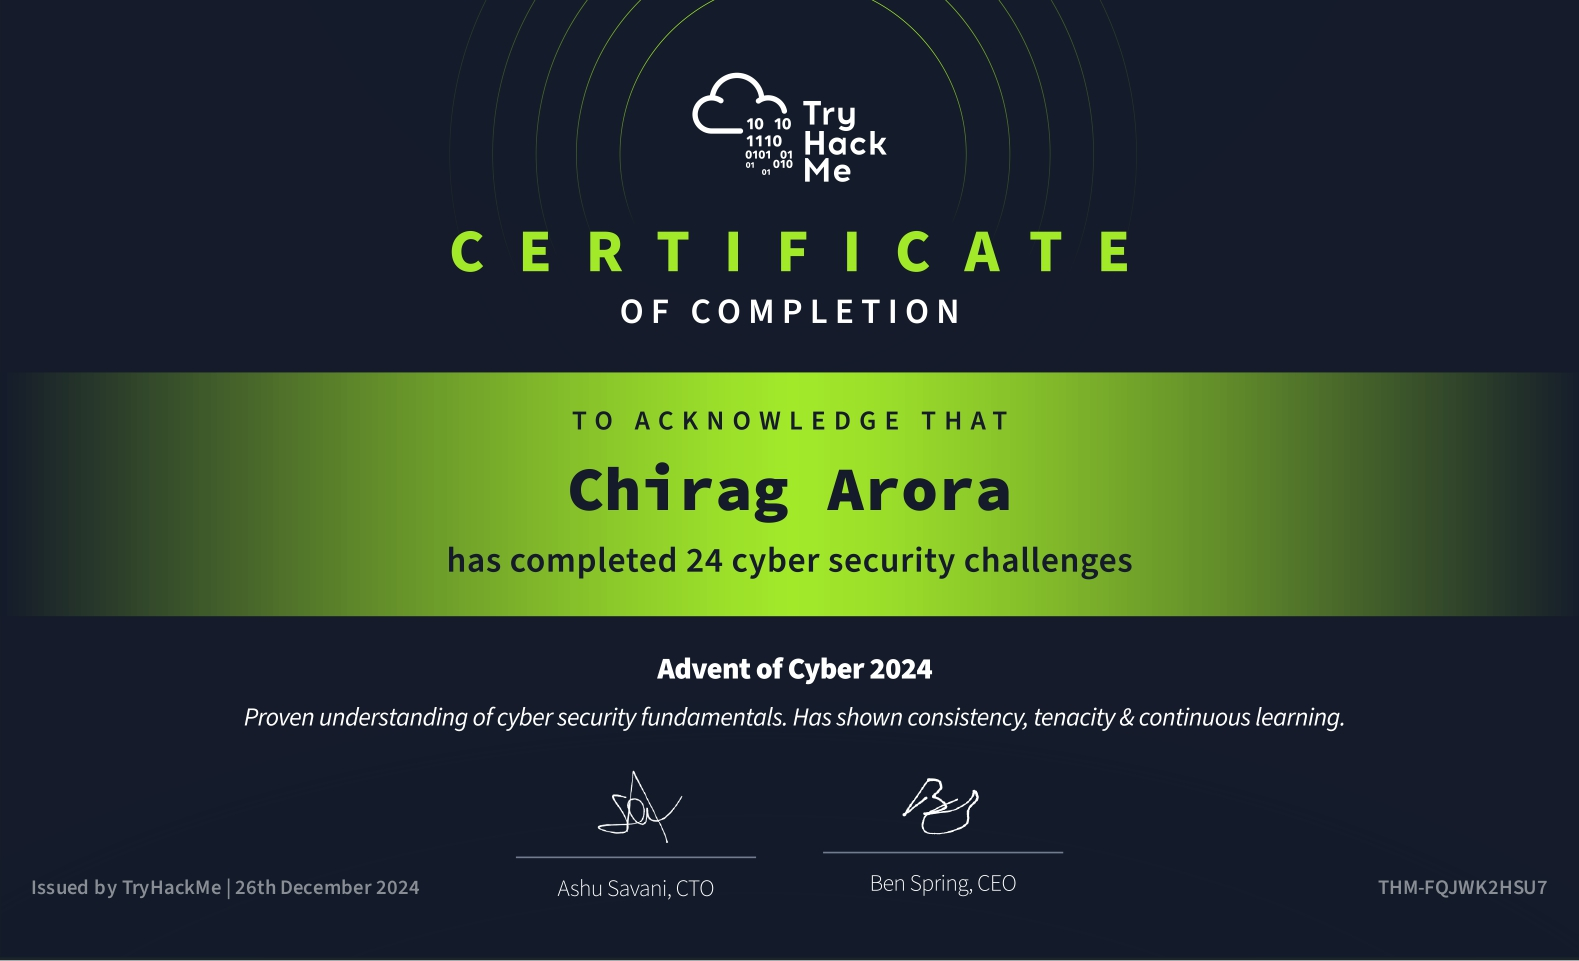 10 10
1110
0101 01
01 010
01
Try
Hack
Me
CERTIFICATE
OF COMPLETION
TO ACKNOWLEDGE THAT
Chirag Arora
has completed 24 cyber security challenges
Advent of Cyber 2024
Proven understanding of cyber security fundamentals. Has shown consistency, tenacity & continuous learning.
Issued by TryHackMe | 26th December 2024
Ashu Savani, CTO
Ben Spring, CEO
THM-FQJWK2HSU7